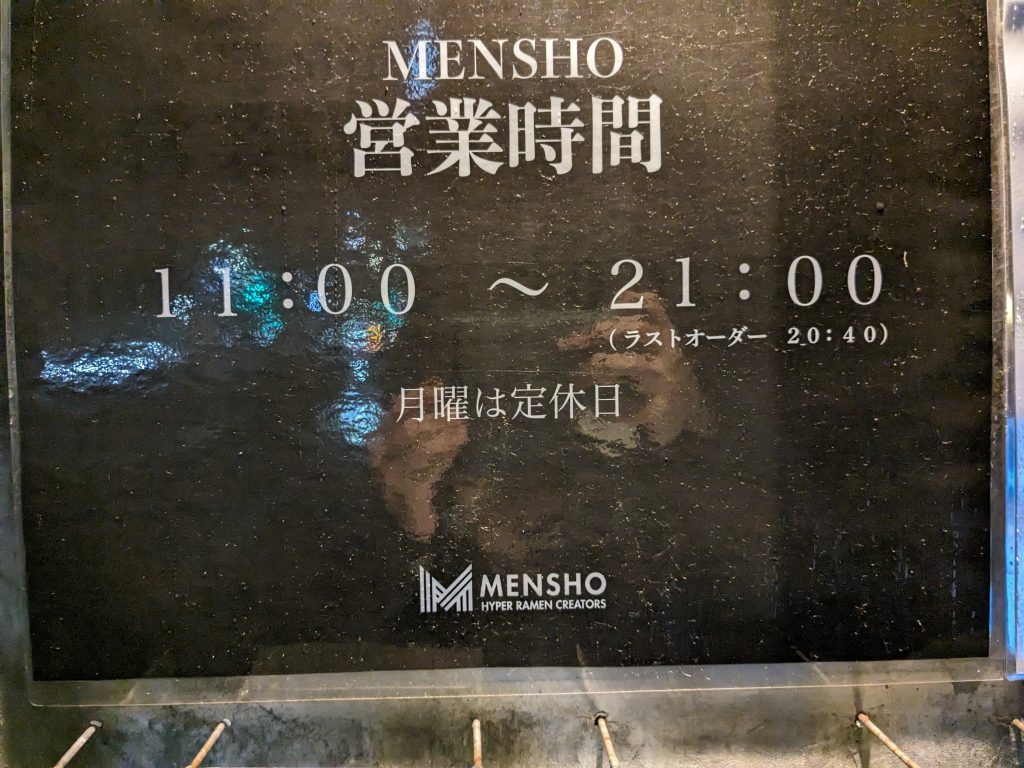 MENSHO
営業時間
11:00 ～ 21:00
(ラストオーダー 20:40)
月曜は定休日
MENSHO
HYPER RAMEN CREATORS